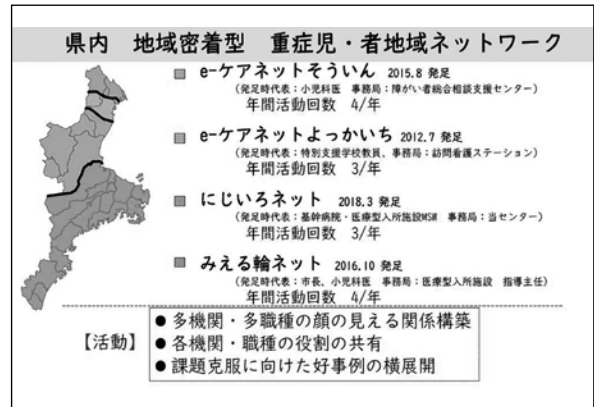 県内 地域密着型 重症児・者地域ネットワーク
e-ケアネットそういん 2015.8 発足
(発足時代表:小児科医 事務局:障がい者総合相談支援センター)
年間活動回数 4/年
e-ケアネットよっかいち 2012.7 発足
(発足時代表:特別支援学校教員、事務局:訪問看護ステーション)
年間活動回数 3/年
にじいろネット 2018.3 発足
(発足時代表:基幹病院・医療型入所施設MSW 事務局:当センター)
年間活動回数 3/年
みえる輪ネット 2016.10 発足
(発足時代表:市長、小児科医 事務局:医療型入所施設 指導主任)
年間活動回数 4/年
【活動】
●多機関・多職種の顔の見える関係構築
●各機関・職種の役割の共有
●課題克服に向けた好事例の横展開